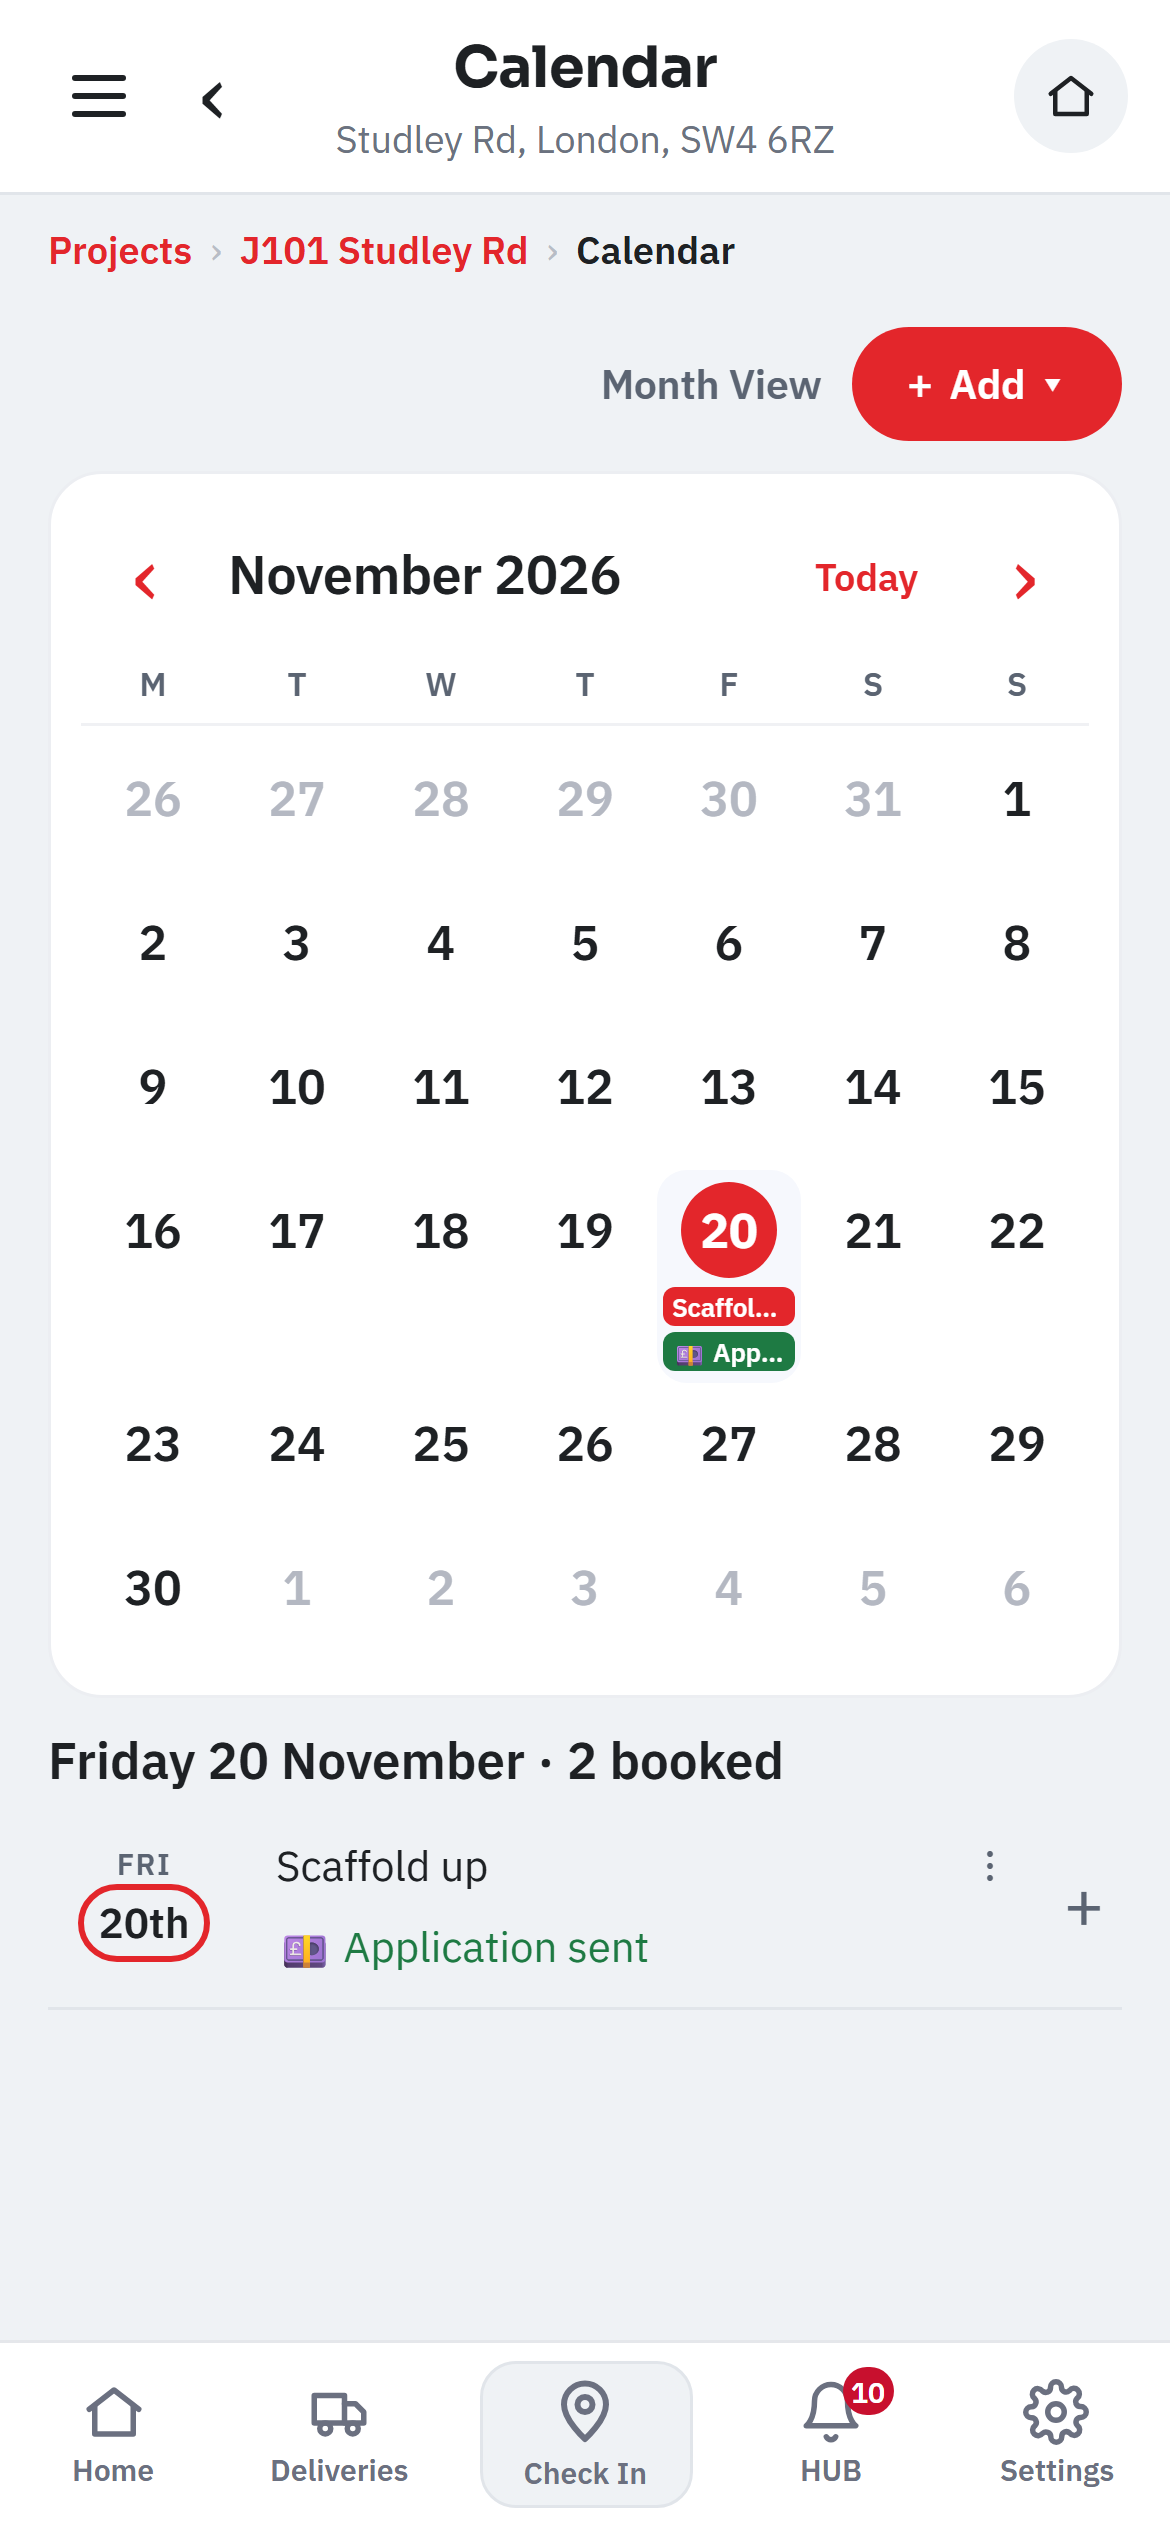 Calendar
Studley Rd, London, SW4 6RZ
Projects › J101 Studley Rd › Calendar
Month View + Add ▼
‹ November 2026 Today ›
M T W T F S S
26 27 28 29 30 31 1
2 3 4 5 6 7 8
9 10 11 12 13 14 15
16 17 18 19 20 21 22
Scaffol...
💷 App...
23 24 25 26 27 28 29
30 1 2 3 4 5 6
Friday 20 November · 2 booked
FRI
20th
Scaffold up
💷 Application sent
10
Home Deliveries Check In HUB Settings